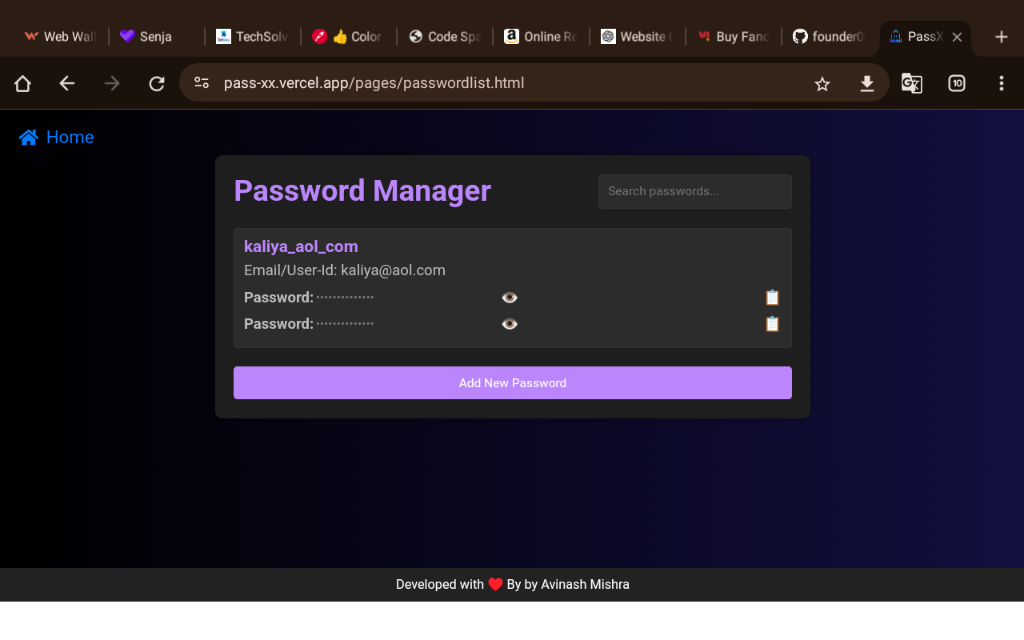 Web Wal
Senja
TechSolv
👍 Color
Code Spa
Online Re
Website
Buy Fanc
founder0
PassX
pass-xx.vercel.app/pages/passwordlist.html
10
Home
Password Manager
Search passwords...
kaliya_aol_com
Email/User-Id: kaliya@aol.com
Password: ··············
Password: ··············
Add New Password
Developed with ❤️ By by Avinash Mishra